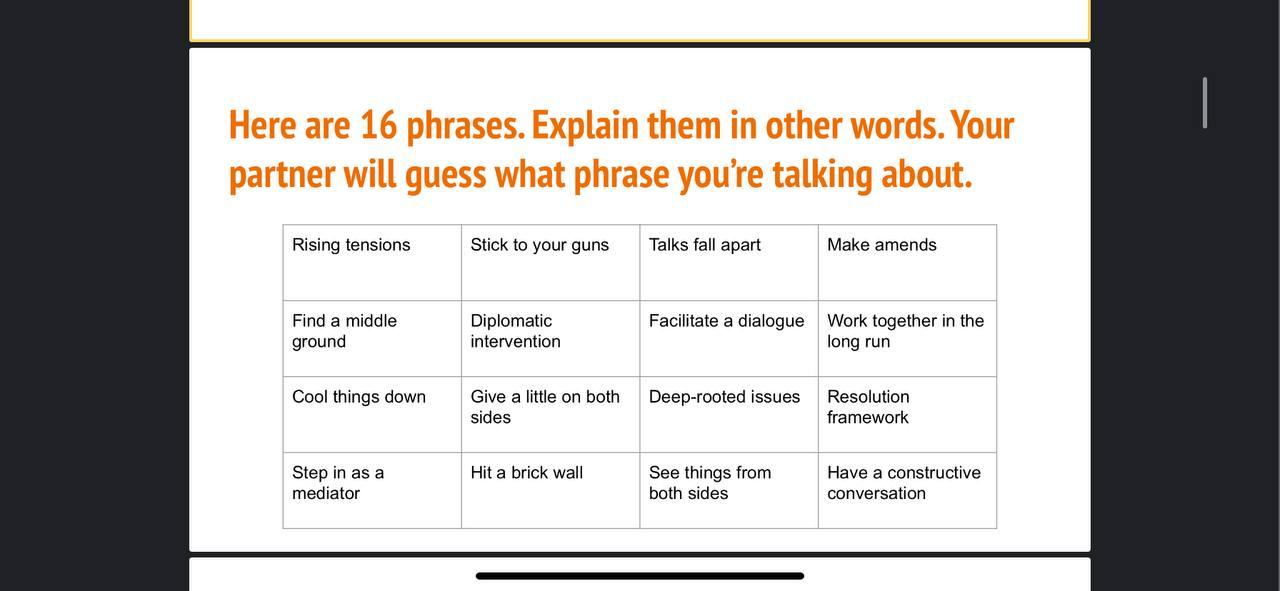 Here are 16 phrases. Explain them in other words. Your
partner will guess what phrase you’re talking about.
Rising tensions
Stick to your guns
Talks fall apart
Make amends
Find a middle
ground
Diplomatic
intervention
Facilitate a dialogue
Work together in the
long run
Cool things down
Give a little on both
sides
Deep-rooted issues
Resolution
framework
Step in as a
mediator
Hit a brick wall
See things from
both sides
Have a constructive
conversation